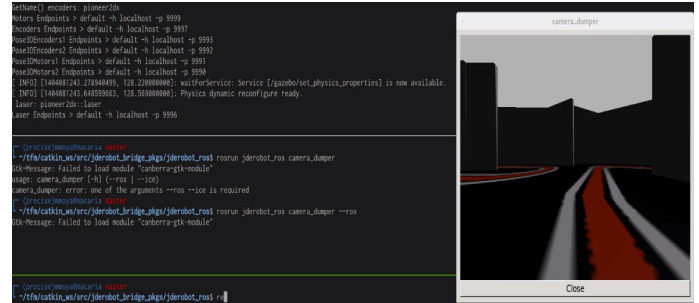 GetName() encoders: pioneer2dx
Motors Endpoints > default -h localhost -p 9999
Encoders Endpoints > default -h localhost -p 9997
Pose3DEncoders1 Endpoints > default -h localhost -p 9993
Pose3DEncoders2 Endpoints > default -h localhost -p 9992
Pose3DMotors1 Endpoints > default -h localhost -p 9991
Pose3DMotors2 Endpoints > default -h localhost -p 9990
[ INFO] [1404081243.278940499, 128.220000000]: waitForService: Service [/gazebo/set_physics_properties] is now available.
[ INFO] [1404081243.648599663, 128.569000000]: Physics dynamic reconfigure ready.
laser: pioneer2dx::laser
Laser Endpoints > default -h localhost -p 9996
(precise)mmoya@macaria master
~/tfm/catkin_ws/src/jderobot_bridge_pkgs/jderobot_ros$ rosrun jderobot_ros camera_dumper
Gtk-Message: Failed to load module "canberra-gtk-module"
usage: camera_dumper [-h] (--ros | --ice)
camera_dumper: error: one of the arguments --ros --ice is required
(precise)mmoya@macaria master
~/tfm/catkin_ws/src/jderobot_bridge_pkgs/jderobot_ros$ rosrun jderobot_ros camera_dumper --ros
Gtk-Message: Failed to load module "canberra-gtk-module"
(precise)mmoya@macaria master
~/tfm/catkin_ws/src/jderobot_bridge_pkgs/jderobot_ros$ re
camera_dumper
Close